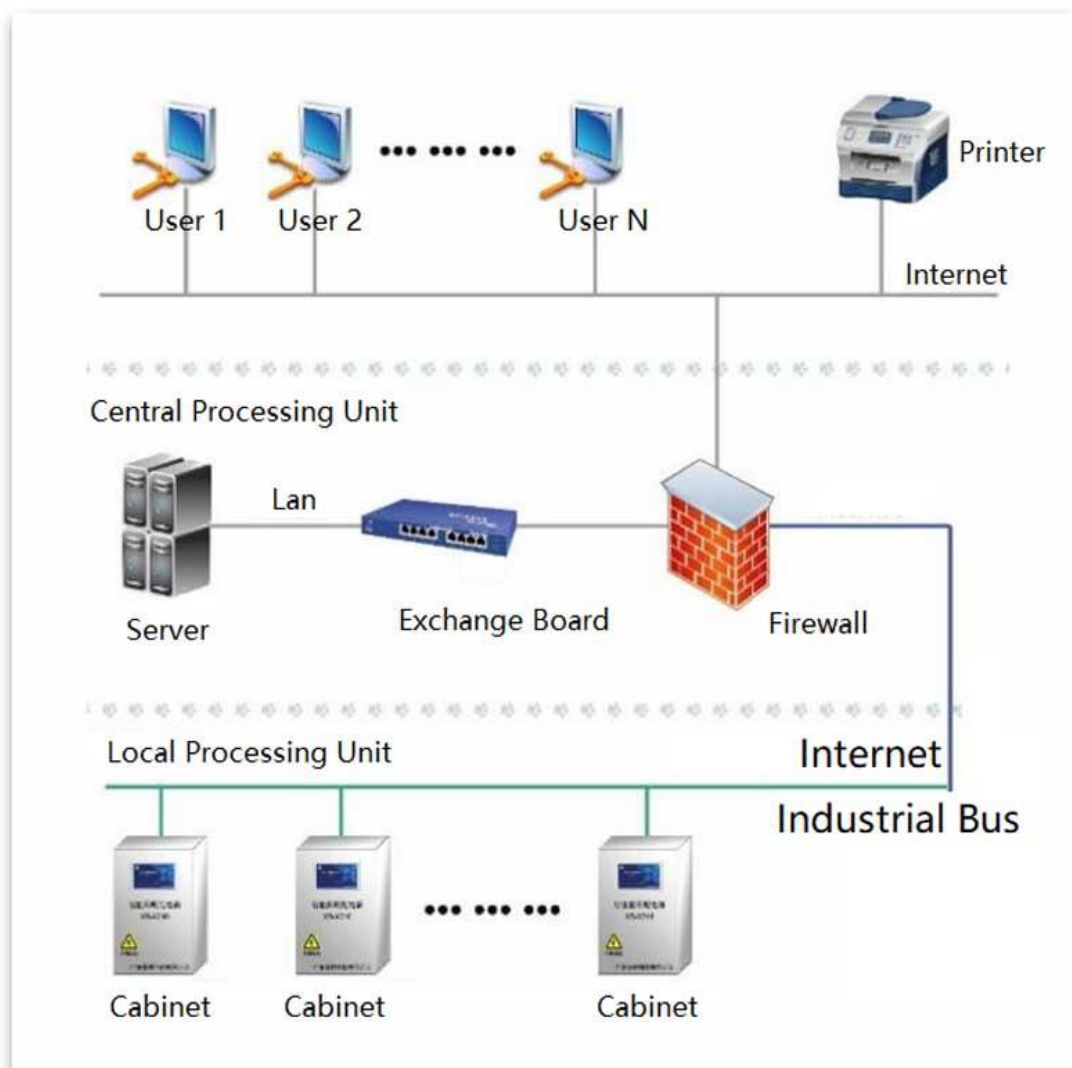 Printer
User 1
User 2
User N
Internet
Central Processing Unit
Lan
Server
Exchange Board
Firewall
Local Processing Unit
Internet
Industrial Bus
Cabinet
Cabinet
Cabinet